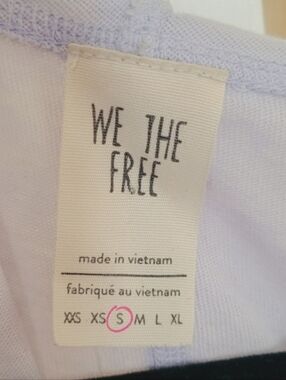 WE THE
FREE
made in vietnam
fabriqué au vietnam
XXS XS S M L XL